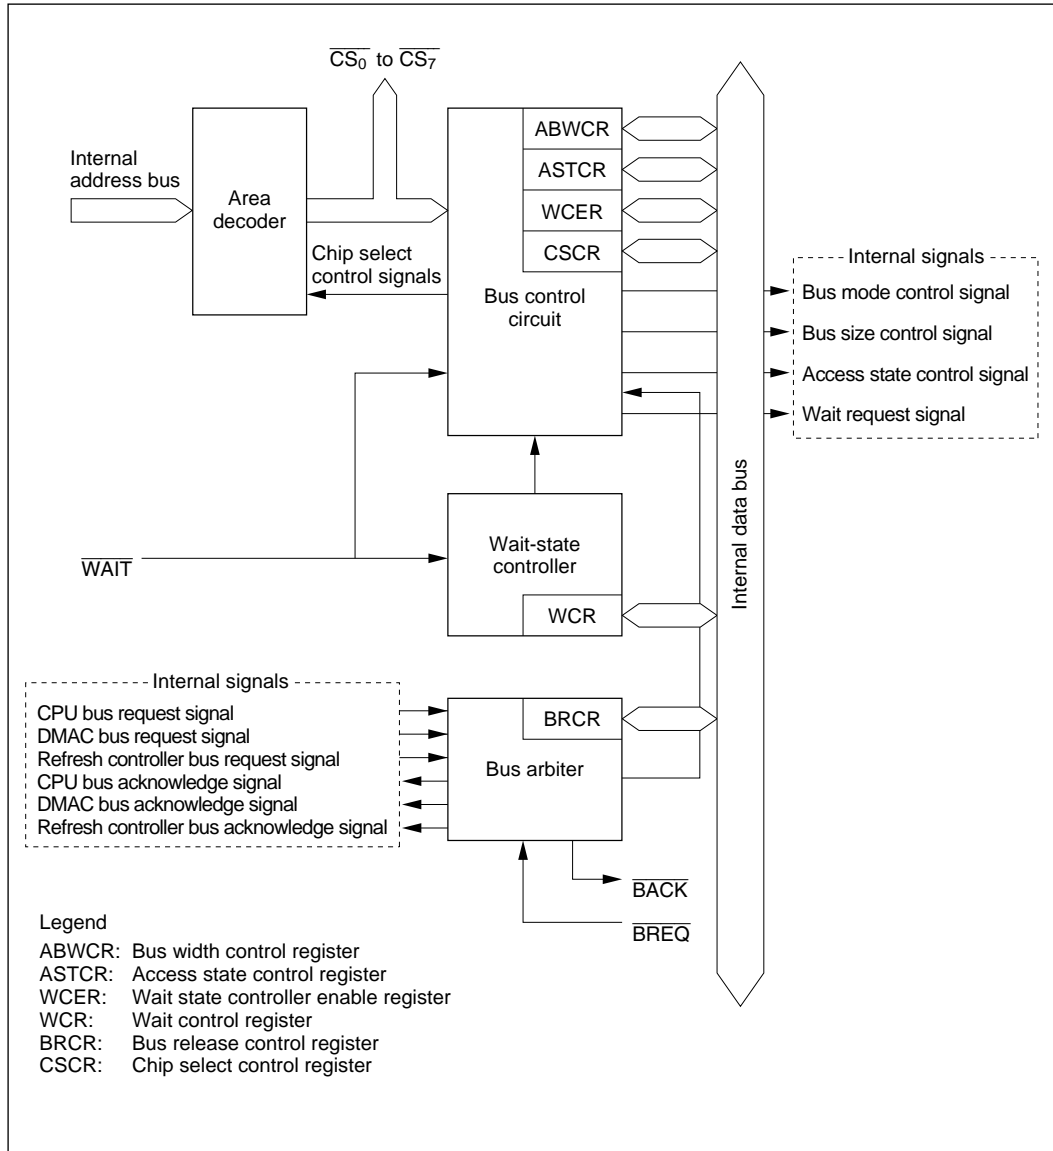 CS0 to CS7
Internal
address bus
Area
decoder
Chip select
control signals
ABWCR
ASTCR
WCER
CSCR
Bus control
circuit
Internal signals
Bus mode control signal
Bus size control signal
Access state control signal
Wait request signal
Internal data bus
WAIT
Wait-state
controller
WCR
Internal signals
CPU bus request signal
DMAC bus request signal
Refresh controller bus request signal
CPU bus acknowledge signal
DMAC bus acknowledge signal
Refresh controller bus acknowledge signal
BRCR
Bus arbiter
BACK
BREQ
Legend
ABWCR: Bus width control register
ASTCR: Access state control register
WCER: Wait state controller enable register
WCR: Wait control register
BRCR: Bus release control register
CSCR: Chip select control register